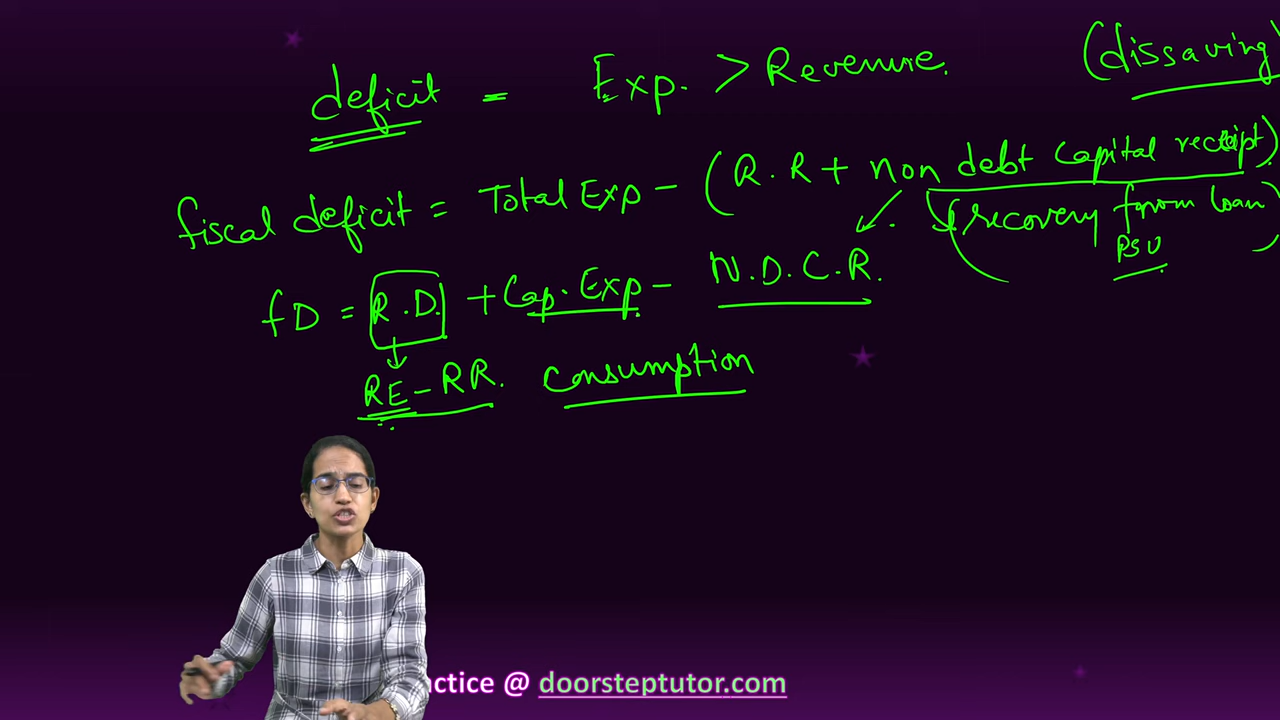 deficit = Exp. > Revenue. (dissaving)
fiscal deficit = Total Exp - (R.R + non debt Capital receipt)
(recovery from loan)
PSU
fD = R.D. + Cap. Exp - N.D.C.R.
RE - RR. Consumption
ctice @ doorsteptutor.com